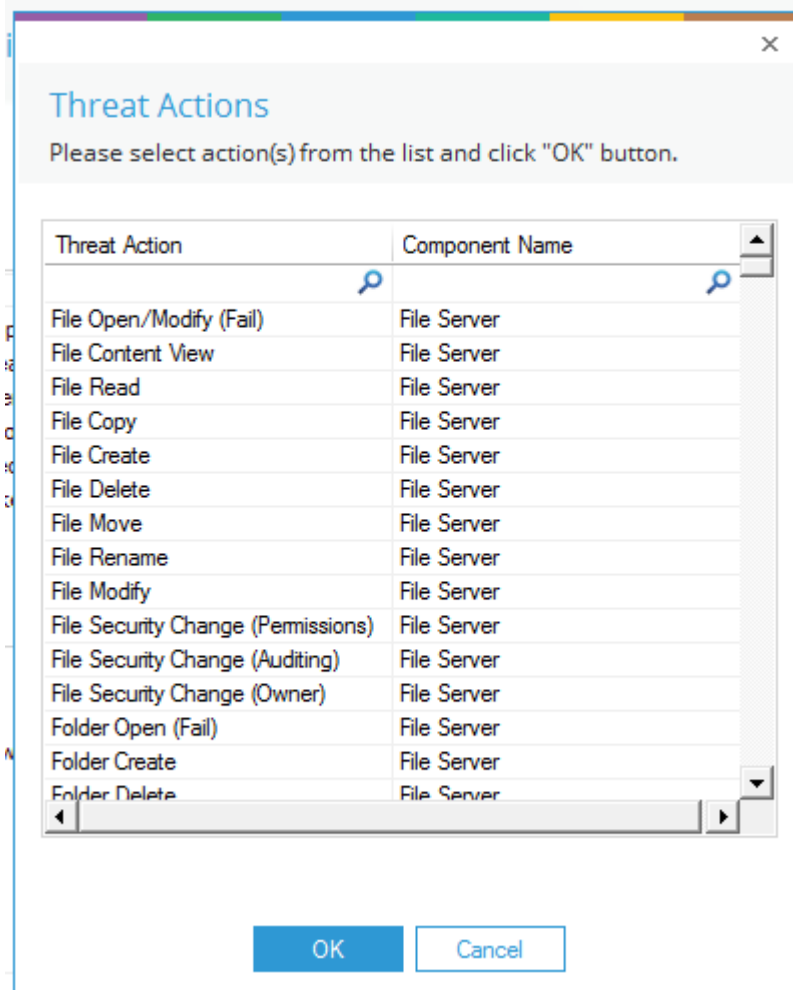 Threat Actions
Please select action(s) from the list and click "OK" button.
Threat Action Component Name
File Open/Modify (Fail) File Server
File Content View File Server
File Read File Server
File Copy File Server
File Create File Server
File Delete File Server
File Move File Server
File Rename File Server
File Modify File Server
File Security Change (Permissions) File Server
File Security Change (Auditing) File Server
File Security Change (Owner) File Server
Folder Open (Fail) File Server
Folder Create File Server
Folder Delete File Server
OK Cancel